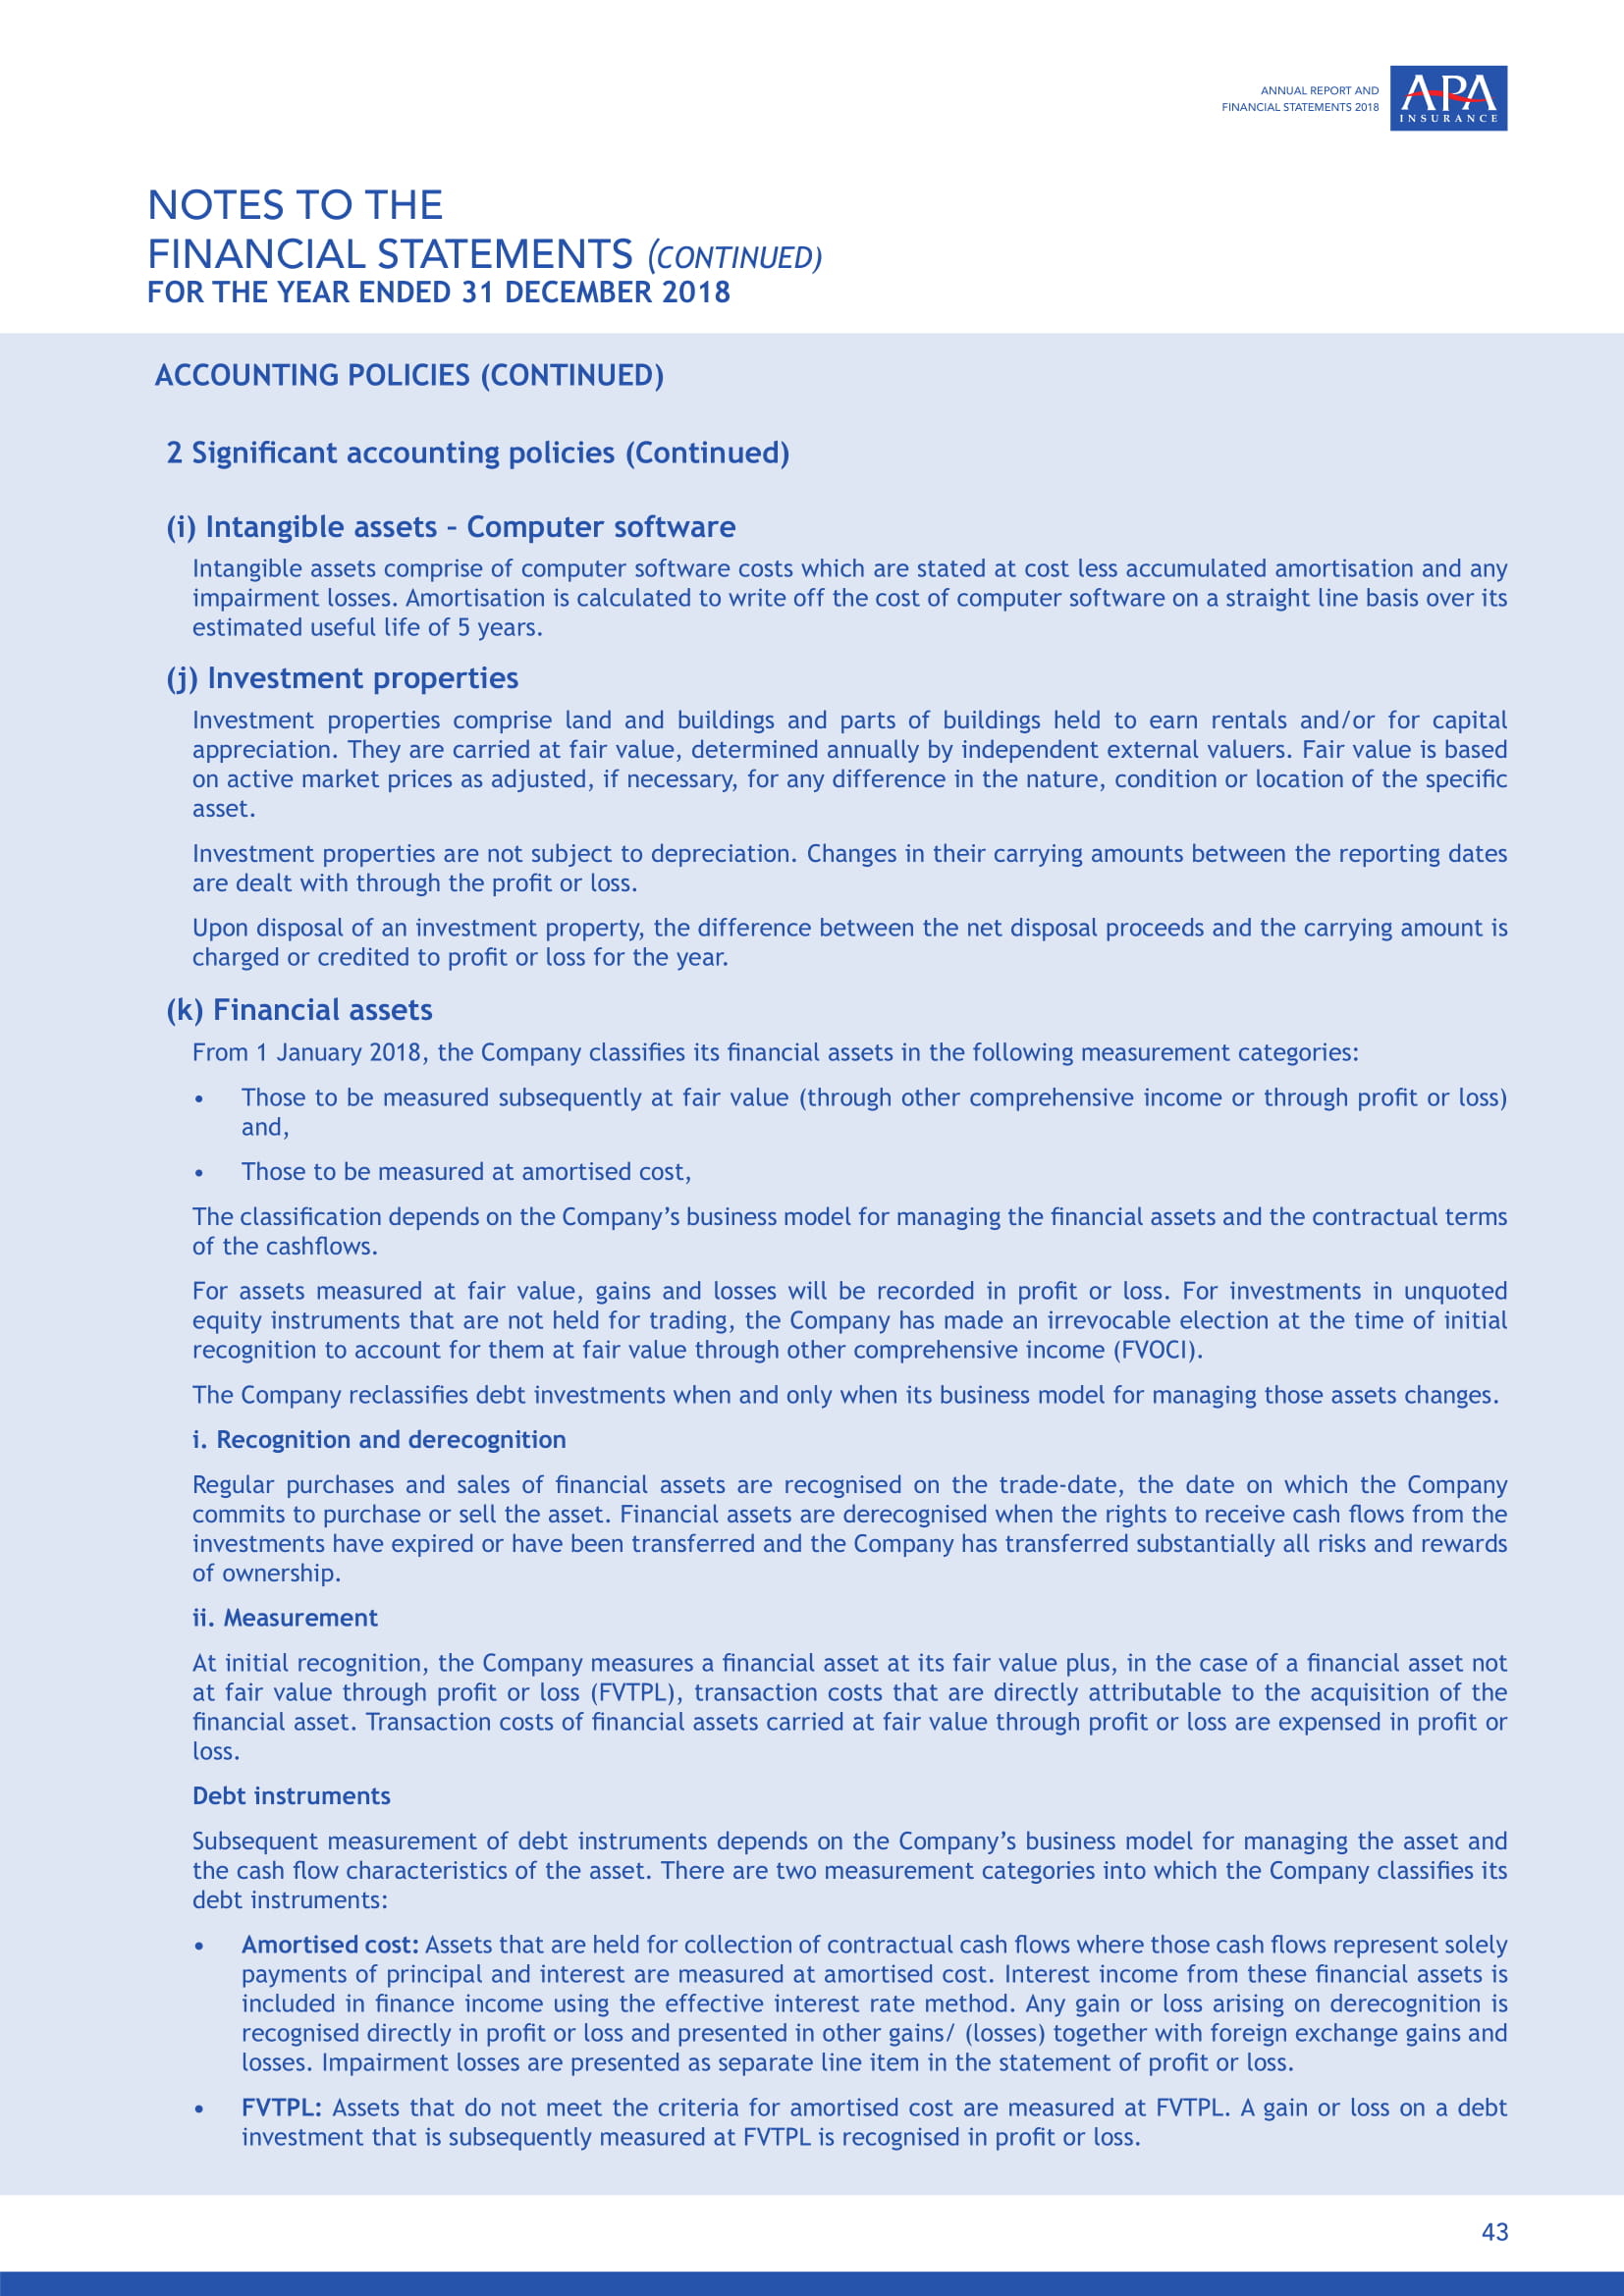 ANNUAL REPORT AND
FINANCIAL STATEMENTS 2018
APA
INSURANCE
NOTES TO THE
FINANCIAL STATEMENTS (CONTINUED)
FOR THE YEAR ENDED 31 DECEMBER 2018
ACCOUNTING POLICIES (CONTINUED)
2 Significant accounting policies (Continued)
(i) Intangible assets – Computer software
Intangible assets comprise of computer software costs which are stated at cost less accumulated amortisation and any
impairment losses. Amortisation is calculated to write off the cost of computer software on a straight line basis over its
estimated useful life of 5 years.
(j) Investment properties
Investment properties comprise land and buildings and parts of buildings held to earn rentals and/or for capital
appreciation. They are carried at fair value, determined annually by independent external valuers. Fair value is based
on active market prices as adjusted, if necessary, for any difference in the nature, condition or location of the specific
asset.
Investment properties are not subject to depreciation. Changes in their carrying amounts between the reporting dates
are dealt with through the profit or loss.
Upon disposal of an investment property, the difference between the net disposal proceeds and the carrying amount is
charged or credited to profit or loss for the year.
(k) Financial assets
From 1 January 2018, the Company classifies its financial assets in the following measurement categories:
• Those to be measured subsequently at fair value (through other comprehensive income or through profit or loss)
and,
• Those to be measured at amortised cost,
The classification depends on the Company’s business model for managing the financial assets and the contractual terms
of the cashflows.
For assets measured at fair value, gains and losses will be recorded in profit or loss. For investments in unquoted
equity instruments that are not held for trading, the Company has made an irrevocable election at the time of initial
recognition to account for them at fair value through other comprehensive income (FVOCI).
The Company reclassifies debt investments when and only when its business model for managing those assets changes.
i. Recognition and derecognition
Regular purchases and sales of financial assets are recognised on the trade-date, the date on which the Company
commits to purchase or sell the asset. Financial assets are derecognised when the rights to receive cash flows from the
investments have expired or have been transferred and the Company has transferred substantially all risks and rewards
of ownership.
ii. Measurement
At initial recognition, the Company measures a financial asset at its fair value plus, in the case of a financial asset not
at fair value through profit or loss (FVTPL), transaction costs that are directly attributable to the acquisition of the
financial asset. Transaction costs of financial assets carried at fair value through profit or loss are expensed in profit or
loss.
Debt instruments
Subsequent measurement of debt instruments depends on the Company’s business model for managing the asset and
the cash flow characteristics of the asset. There are two measurement categories into which the Company classifies its
debt instruments:
• Amortised cost: Assets that are held for collection of contractual cash flows where those cash flows represent solely
payments of principal and interest are measured at amortised cost. Interest income from these financial assets is
included in finance income using the effective interest rate method. Any gain or loss arising on derecognition is
recognised directly in profit or loss and presented in other gains/ (losses) together with foreign exchange gains and
losses. Impairment losses are presented as separate line item in the statement of profit or loss.
• FVTPL: Assets that do not meet the criteria for amortised cost are measured at FVTPL. A gain or loss on a debt
investment that is subsequently measured at FVTPL is recognised in profit or loss.
43